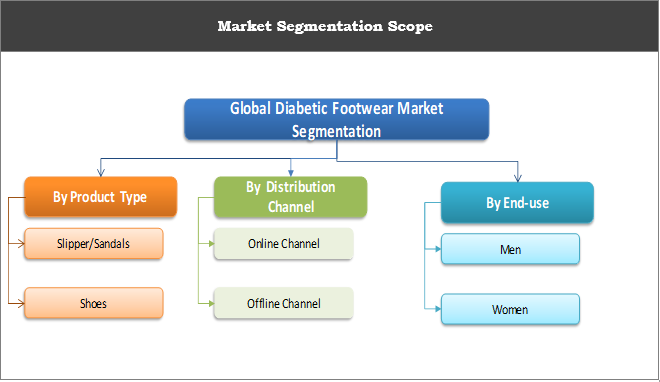 Market Segmentation Scope
Global Diabetic Footwear Market
Segmentation
By Product Type
Slipper/Sandals
Shoes
By Distribution
Channel
Online Channel
Offline Channel
By End-use
Men
Women